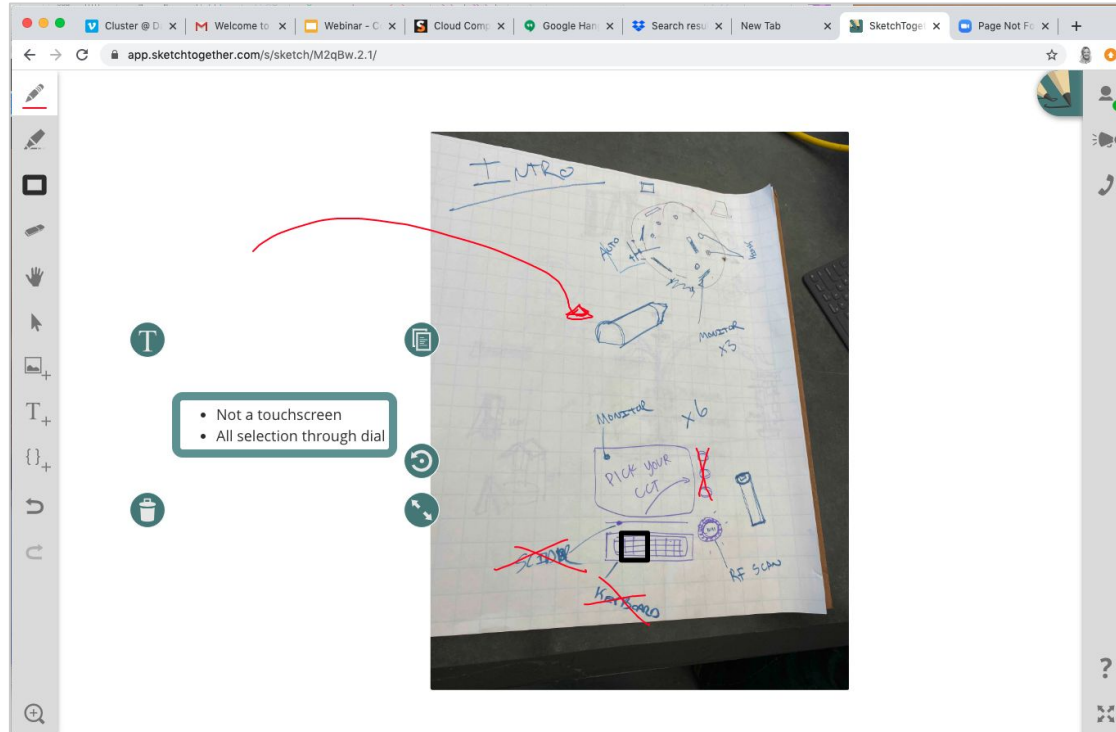 Cluster @ D
Welcome to
Webinar - C
Cloud Comp
Google Han
Search resu
New Tab
SketchToge
Page Not Fo
app.sketchtogether.com/s/sketch/M2qBw.2.1/
INTRO
AUTO
MONITOR
x3
• Not a touchscreen
• All selection through dial
MONITOR x6
PICK YOUR
CCT
RF SCAN
KEYBOARD